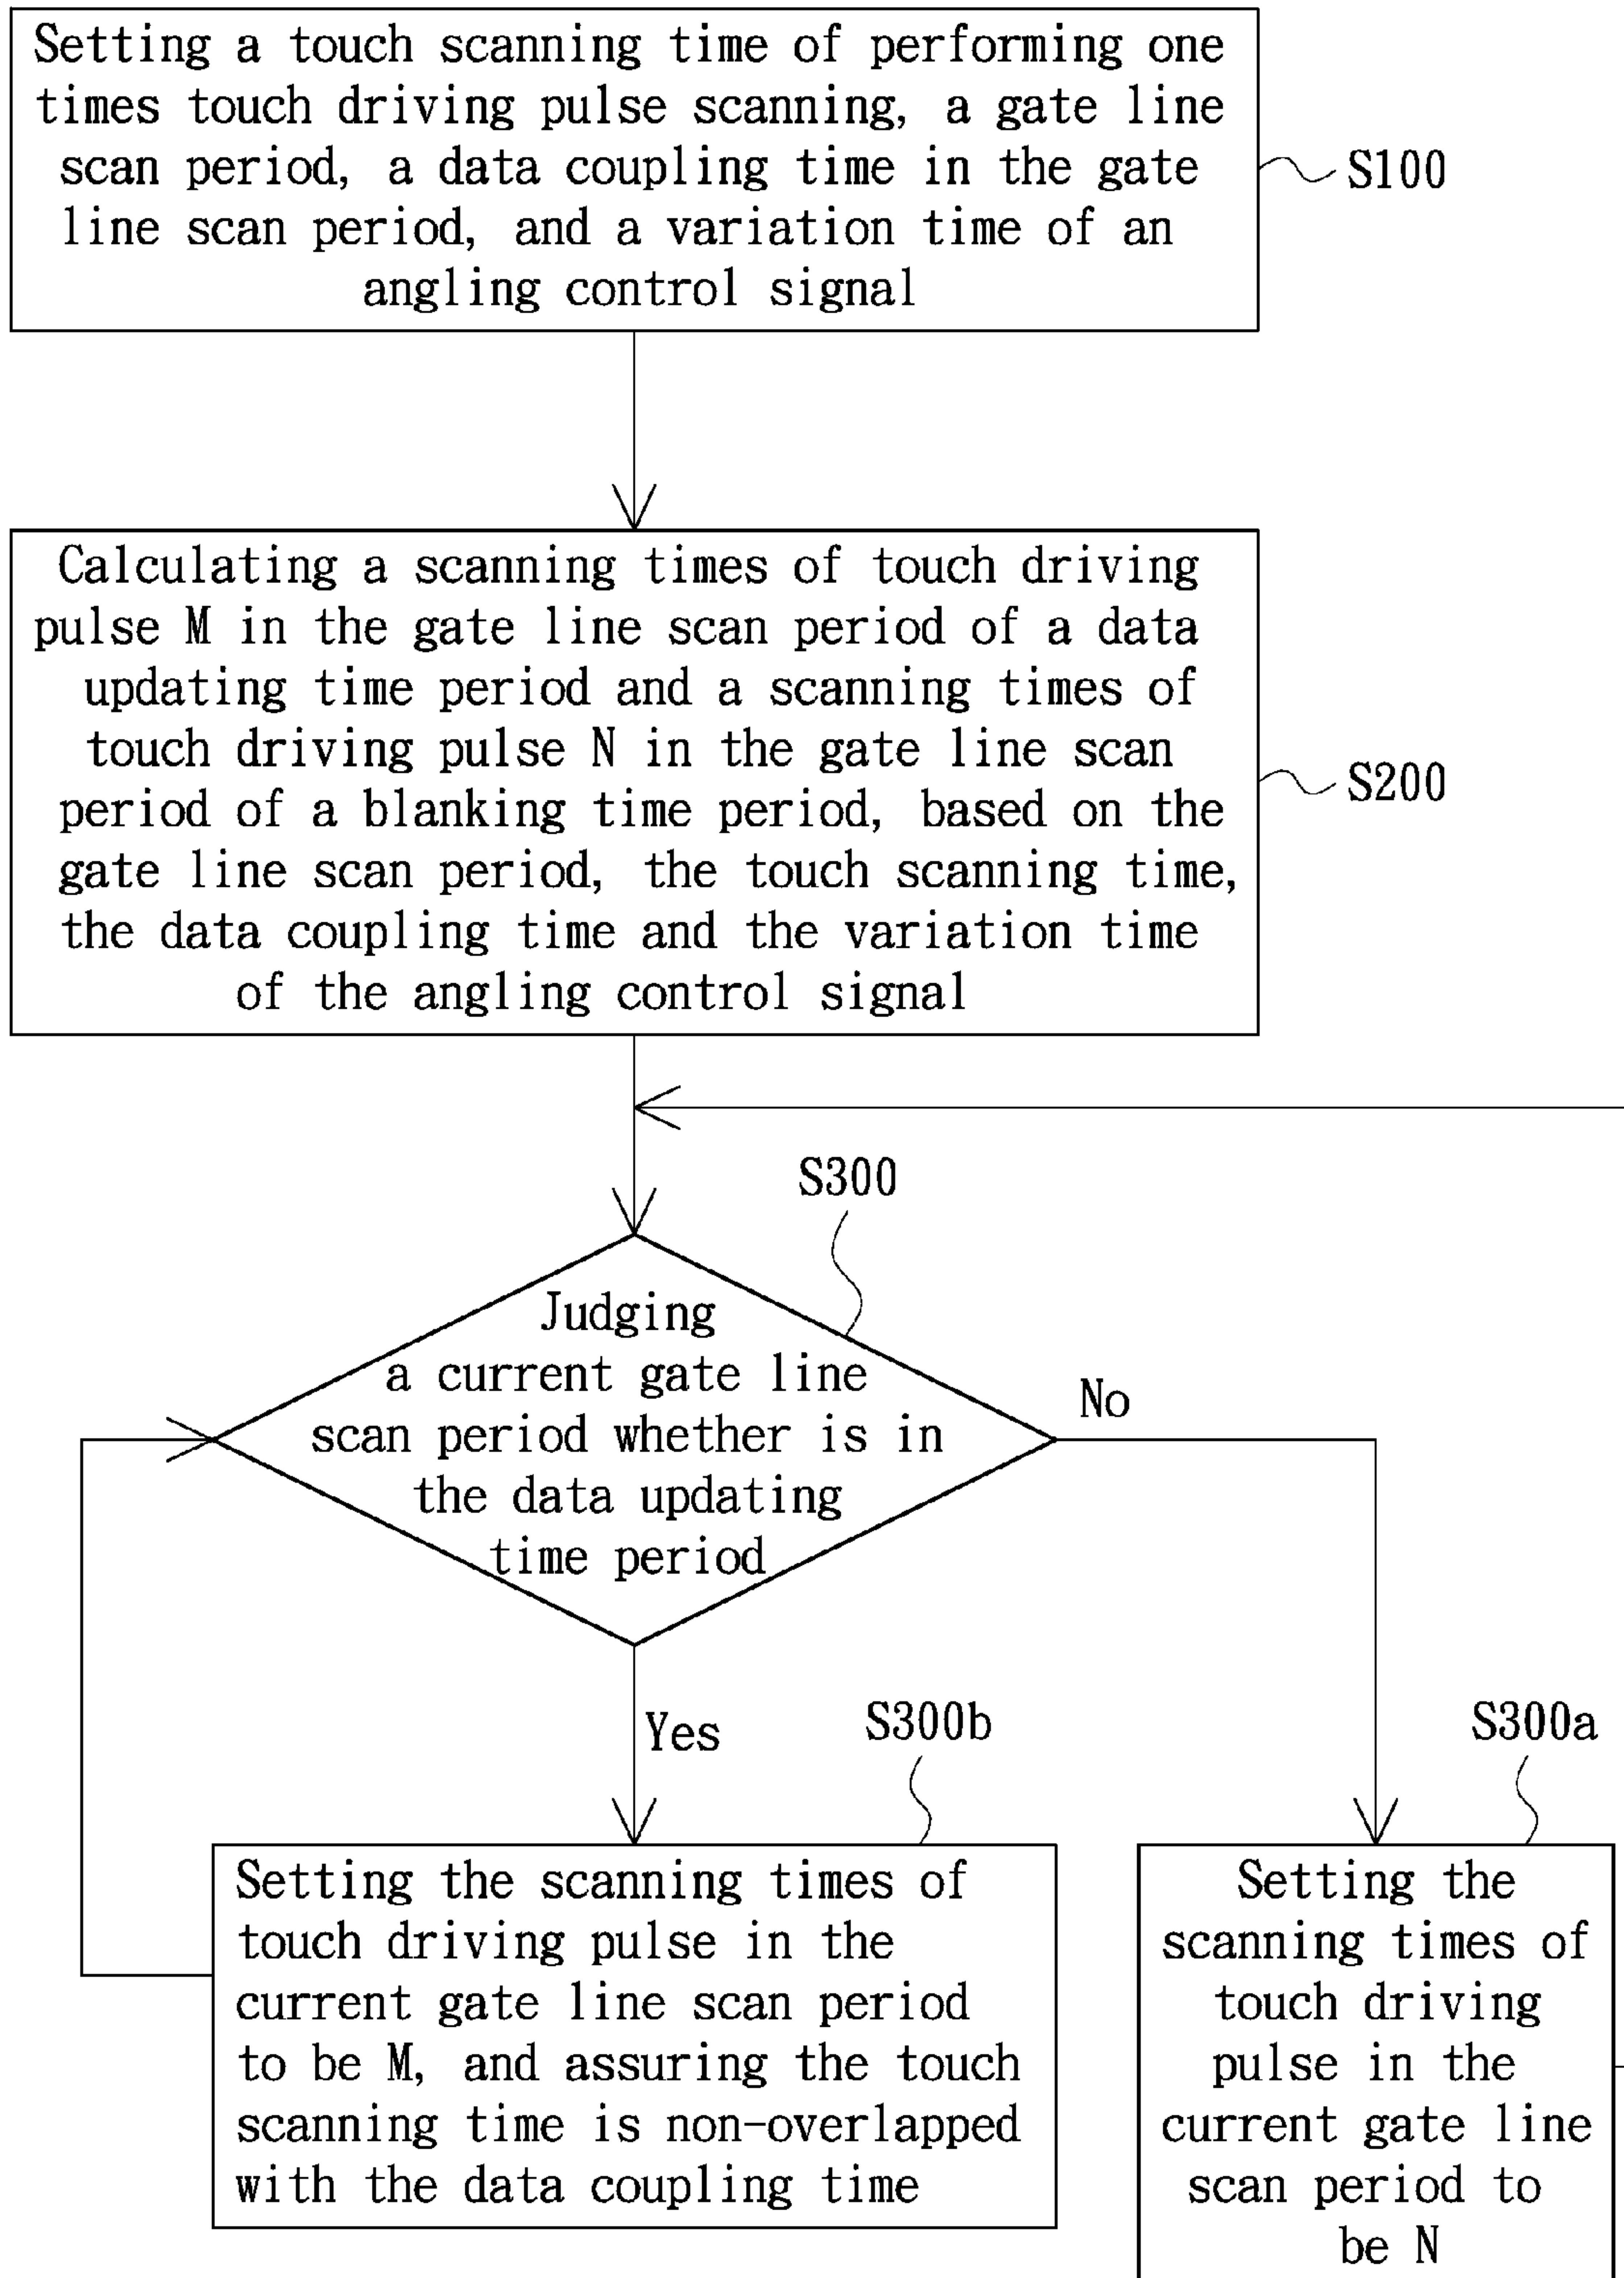 Setting a touch scanning time of performing one
times touch driving pulse scanning, a gate line
scan period, a data coupling time in the gate
line scan period, and a variation time of an
angling control signal
S100
Calculating a scanning times of touch driving
pulse M in the gate line scan period of a data
updating time period and a scanning times of
touch driving pulse N in the gate line scan
period of a blanking time period, based on the
gate line scan period, the touch scanning time,
the data coupling time and the variation time
of the angling control signal
S200
S300
Judging
a current gate line
scan period whether is in
the data updating
time period
No
Yes
S300b
S300a
Setting the scanning times of
touch driving pulse in the
current gate line scan period
to be M, and assuring the touch
scanning time is non-overlapped
with the data coupling time
Setting the
scanning times of
touch driving
pulse in the
current gate line
scan period to
be N